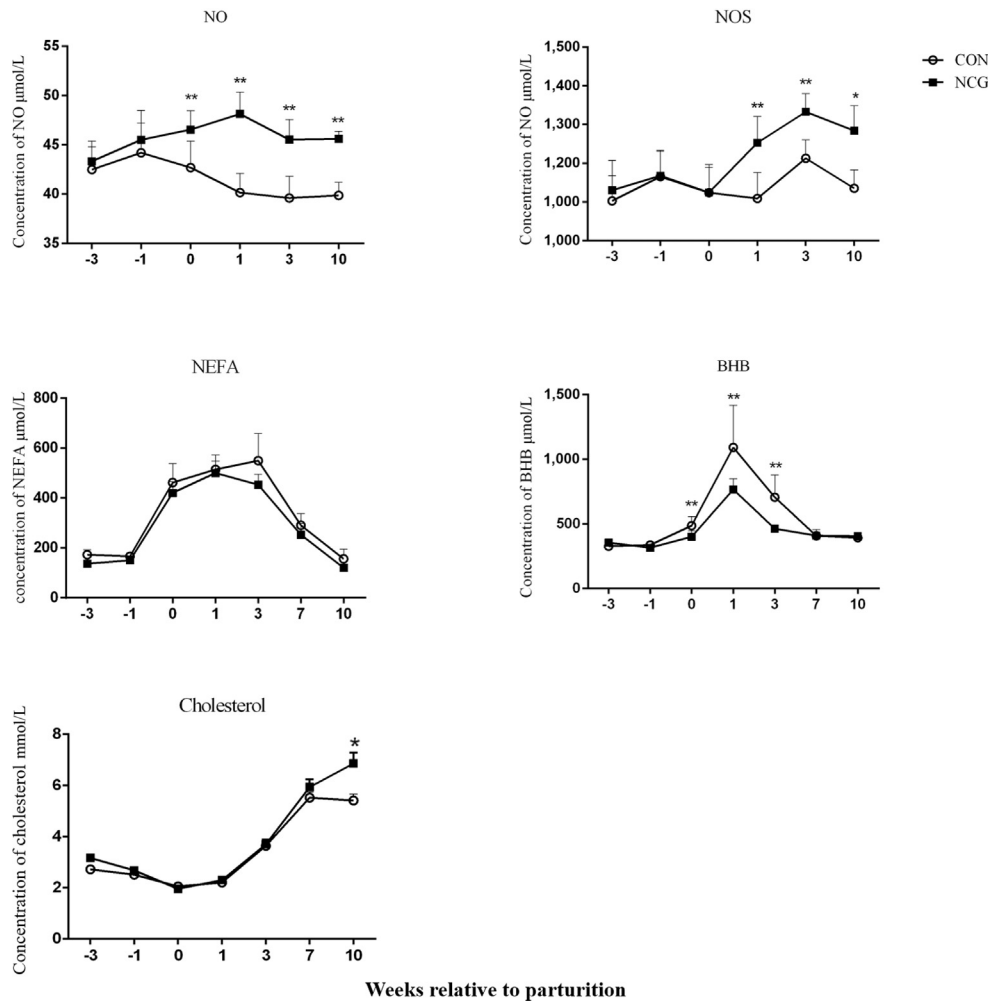 NO
Concentration of NO μmol/L
55
50
45
40
35
** ** ** **
-3 -1 0 1 3 10
NOS
Concentration of NO μmol/L
1,500
1,400
1,300
1,200
1,000
1,000
** ** *
-3 -1 0 1 3 10
CON
NCG
NEFA
concentration of NEFA μmol/L
800
600
400
200
0
-3 -1 0 1 3 7 10
BHB
Concentration of BHB μmol/L
1,500
1,000
500
0
** ** **
-3 -1 0 1 3 7 10
Cholesterol
Concentration of cholesterol mmol/L
8
6
4
2
0
*
-3 -1 0 1 3 7 10
Weeks relative to parturition